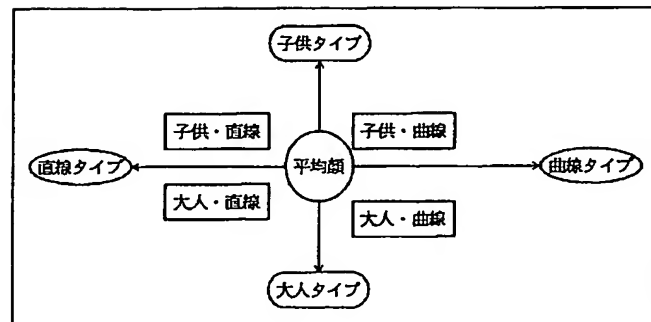 子供タイプ
子供・直線
子供・曲線
直線タイプ
平均顔
曲線タイプ
大人・直線
大人・曲線
大人タイプ